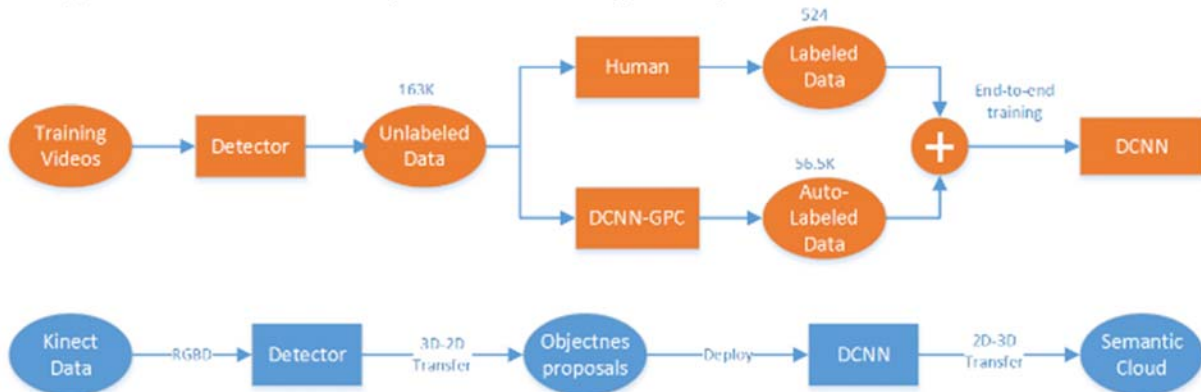 524
Human
Labeled
Data
163K
End-to-end
training
Training
Videos
Detector
Unlabeled
Data
+
DCNN
56.5K
DCNN-GPC
Auto-
Labeled
Data
Kinect
Data
RGBD
Detector
3D-2D
Transfer
Objectnes
proposals
Deploy
DCNN
2D-3D
Transfer
Semantic
Cloud